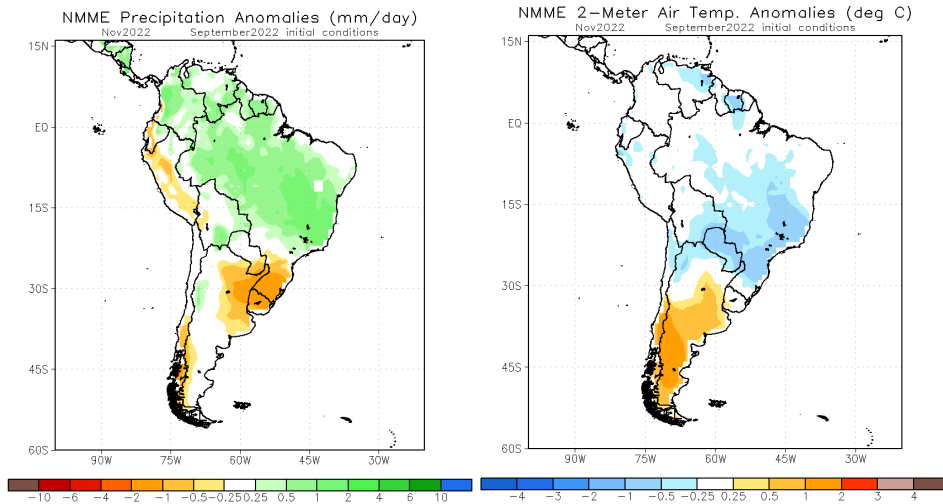 NMME Precipitation Anomalies (mm/day)
Nov2022 September2022 initial conditions
15N
EQ
15S
30S
45S
60S
90W 75W 60W 45W 30W
-10 -6 -4 -2 -1 -0.5 -0.25 0.25 0.5 1 2 4 6 10
NMME 2-Meter Air Temp. Anomalies (deg C)
Nov2022 September2022 initial conditions
15N
EQ
15S
30S
45S
60S
90W 75W 60W 45W 30W
-4 -3 -2 -1 -0.5 -0.25 0.25 0.5 1 2 3 4